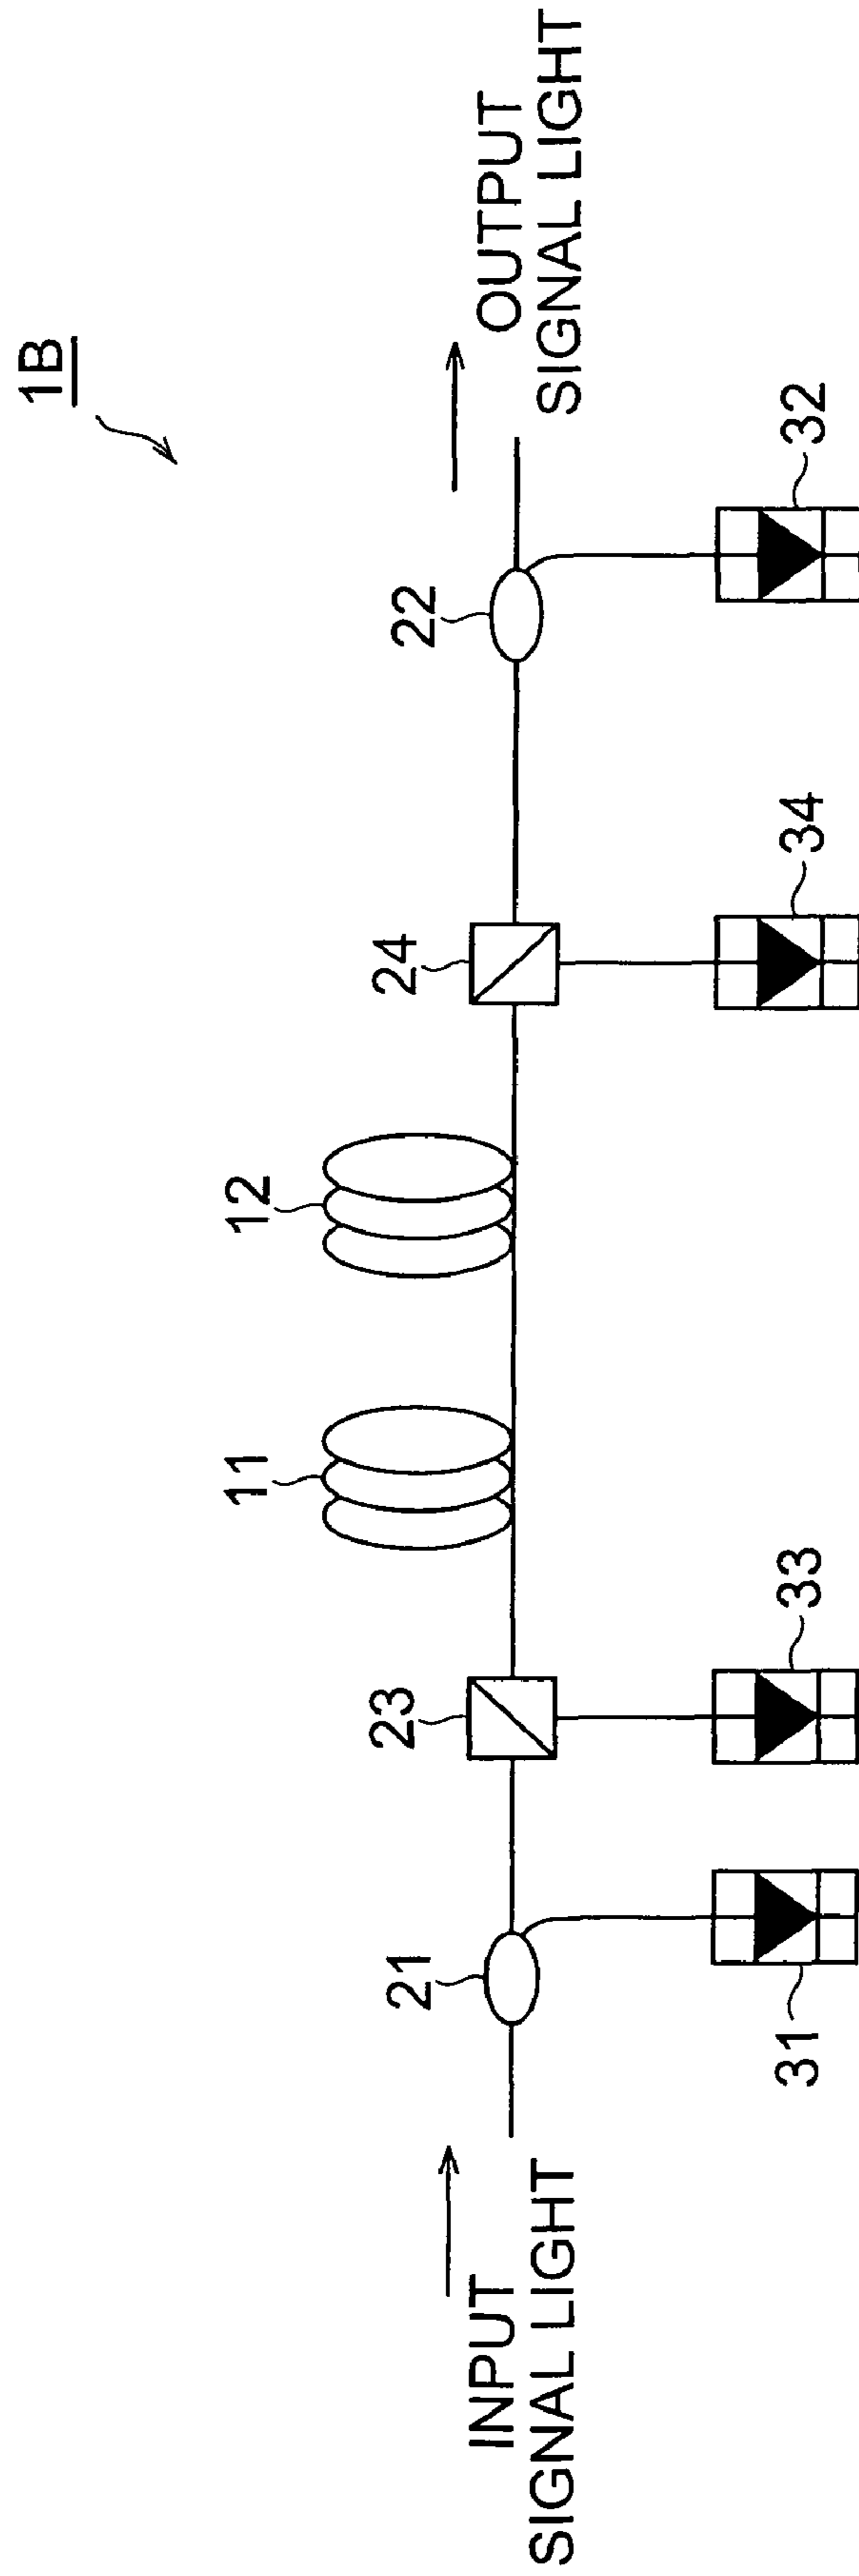 1B
INPUT
SIGNAL LIGHT
21
31
23
33
11
12
24
34
22
32
OUTPUT
SIGNAL LIGHT